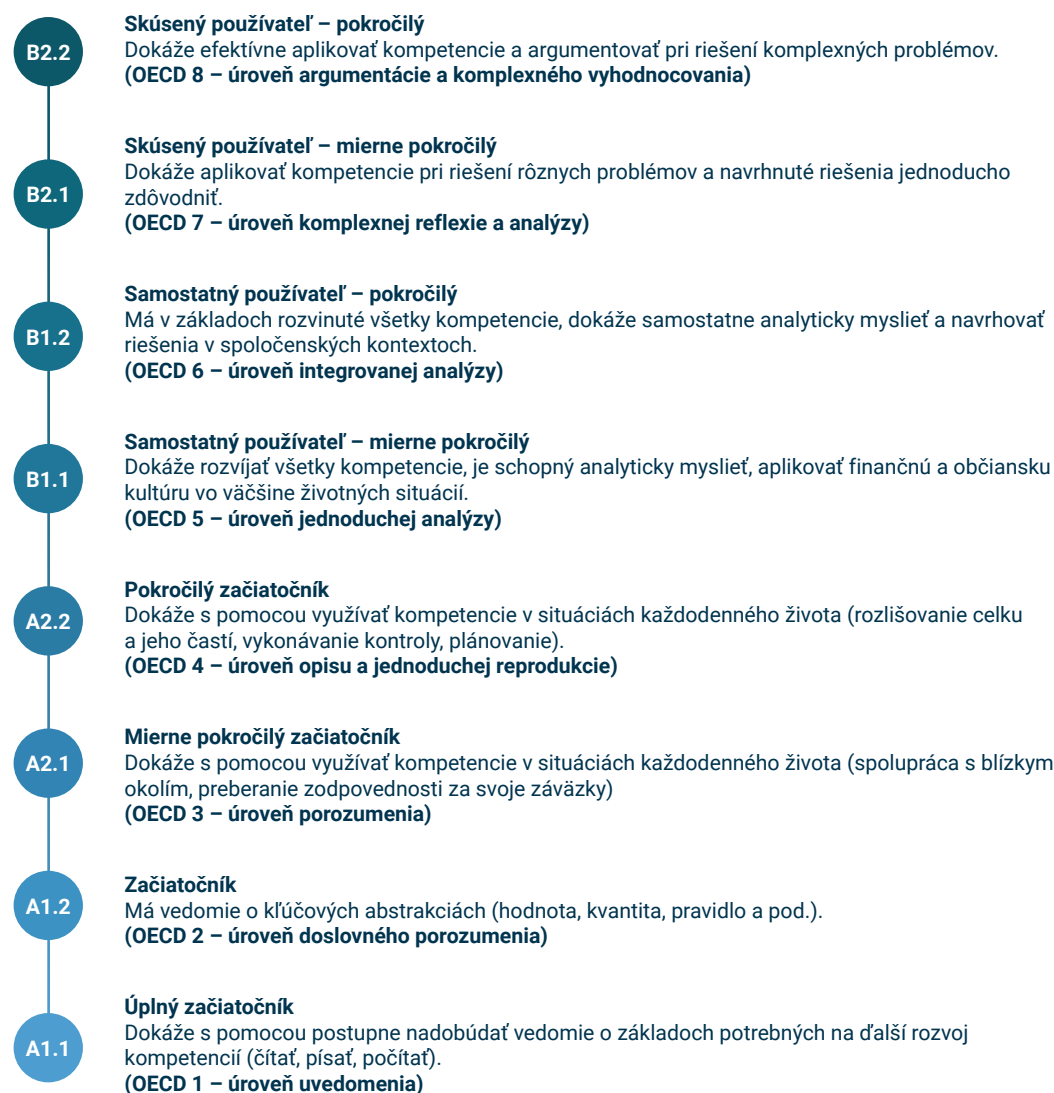 B2.2
Skúsený používateľ – pokročilý
Dokáže efektívne aplikovať kompetencie a argumentovať pri riešení komplexných problémov.
(OECD 8 – úroveň argumentácie a komplexného vyhodnocovania)
B2.1
Skúsený používateľ – mierne pokročilý
Dokáže aplikovať kompetencie pri riešení rôznych problémov a navrhnuté riešenia jednoducho
zdôvodniť.
(OECD 7 – úroveň komplexnej reflexie a analýzy)
B1.2
Samostatný používateľ – pokročilý
Má v základoch rozvinuté všetky kompetencie, dokáže samostatne analyticky myslieť a navrhovať
riešenia v spoločenských kontextoch.
(OECD 6 – úroveň integrovanej analýzy)
B1.1
Samostatný používateľ – mierne pokročilý
Dokáže rozvíjať všetky kompetencie, je schopný analyticky myslieť, aplikovať finančnú a občiansku
kultúru vo väčšine životných situácií.
(OECD 5 – úroveň jednoduchej analýzy)
A2.2
Pokročilý začiatočník
Dokáže s pomocou využívať kompetencie v situáciách každodenného života (rozlišovanie celku
a jeho častí, vykonávanie kontroly, plánovanie).
(OECD 4 – úroveň opisu a jednoduchej reprodukcie)
A2.1
Mierne pokročilý začiatočník
Dokáže s pomocou využívať kompetencie v situáciách každodenného života (spolupráca s blízkym
okolím, preberanie zodpovednosti za svoje záväzky)
(OECD 3 – úroveň porozumenia)
A1.2
Začiatočník
Má vedomie o kľúčových abstrakciách (hodnota, kvantita, pravidlo a pod.).
(OECD 2 – úroveň doslovného porozumenia)
A1.1
Úplný začiatočník
Dokáže s pomocou postupne nadobúdať vedomie o základoch potrebných na ďalší rozvoj
kompetencií (čítať, písať, počítať).
(OECD 1 – úroveň uvedomenia)